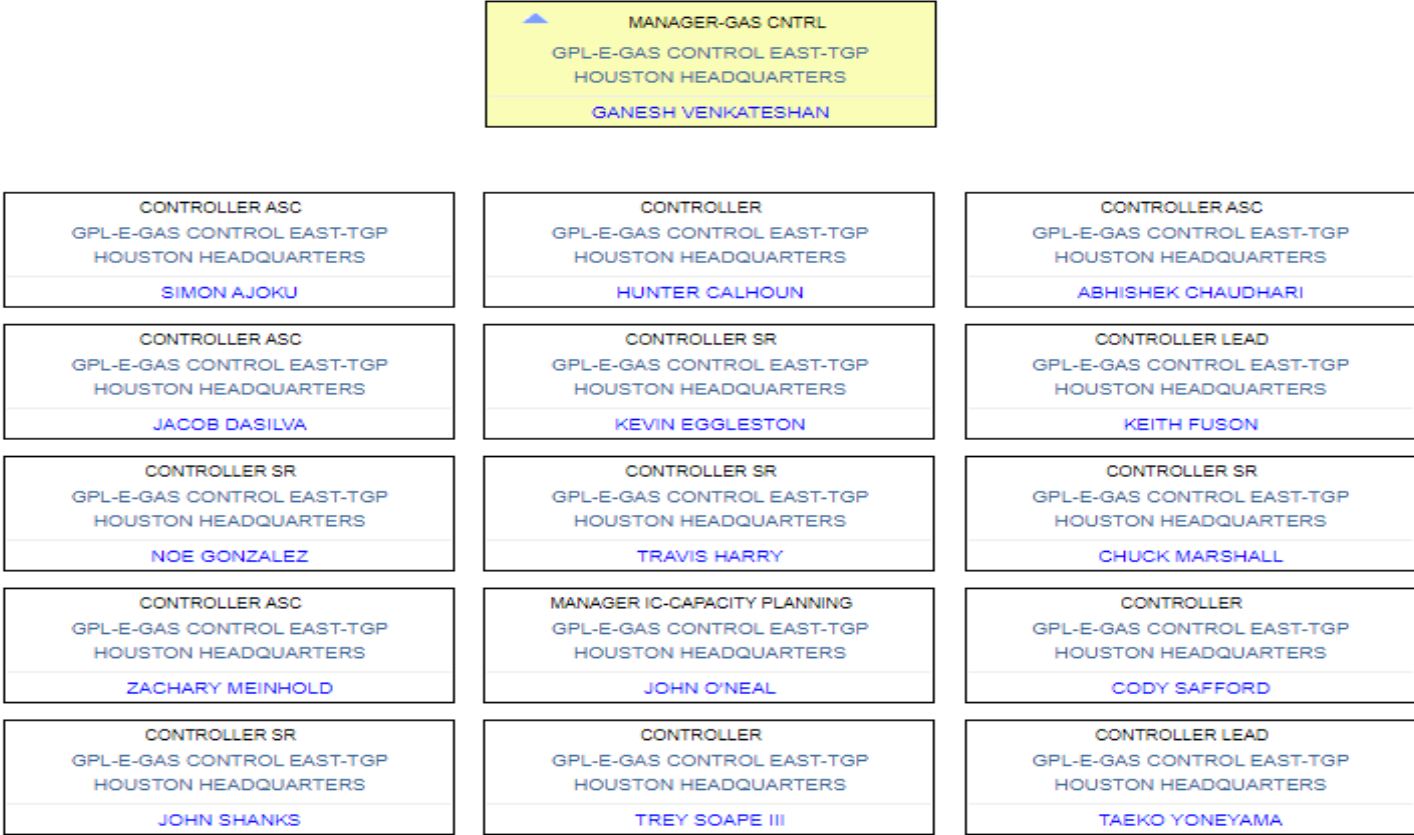 MANAGER-GAS CNTRL
GPL-E-GAS CONTROL EAST-TGP
HOUSTON HEADQUARTERS
GANESH VENKATESHAN
CONTROLLER ASC
GPL-E-GAS CONTROL EAST-TGP
HOUSTON HEADQUARTERS
SIMON AJOKU
CONTROLLER
GPL-E-GAS CONTROL EAST-TGP
HOUSTON HEADQUARTERS
HUNTER CALHOUN
CONTROLLER ASC
GPL-E-GAS CONTROL EAST-TGP
HOUSTON HEADQUARTERS
ABHISHEK CHAUDHARI
CONTROLLER ASC
GPL-E-GAS CONTROL EAST-TGP
HOUSTON HEADQUARTERS
JACOB DASILVA
CONTROLLER SR
GPL-E-GAS CONTROL EAST-TGP
HOUSTON HEADQUARTERS
KEVIN EGGLESTON
CONTROLLER LEAD
GPL-E-GAS CONTROL EAST-TGP
HOUSTON HEADQUARTERS
KEITH FUSON
CONTROLLER SR
GPL-E-GAS CONTROL EAST-TGP
HOUSTON HEADQUARTERS
NOE GONZALEZ
CONTROLLER SR
GPL-E-GAS CONTROL EAST-TGP
HOUSTON HEADQUARTERS
TRAVIS HARRY
CONTROLLER SR
GPL-E-GAS CONTROL EAST-TGP
HOUSTON HEADQUARTERS
CHUCK MARSHALL
CONTROLLER ASC
GPL-E-GAS CONTROL EAST-TGP
HOUSTON HEADQUARTERS
ZACHARY MEINHOLD
MANAGER IC-CAPACITY PLANNING
GPL-E-GAS CONTROL EAST-TGP
HOUSTON HEADQUARTERS
JOHN O'NEAL
CONTROLLER
GPL-E-GAS CONTROL EAST-TGP
HOUSTON HEADQUARTERS
CODY SAFFORD
CONTROLLER SR
GPL-E-GAS CONTROL EAST-TGP
HOUSTON HEADQUARTERS
JOHN SHANKS
CONTROLLER
GPL-E-GAS CONTROL EAST-TGP
HOUSTON HEADQUARTERS
TREY SOAPE III
CONTROLLER LEAD
GPL-E-GAS CONTROL EAST-TGP
HOUSTON HEADQUARTERS
TAEKO YONEYAMA